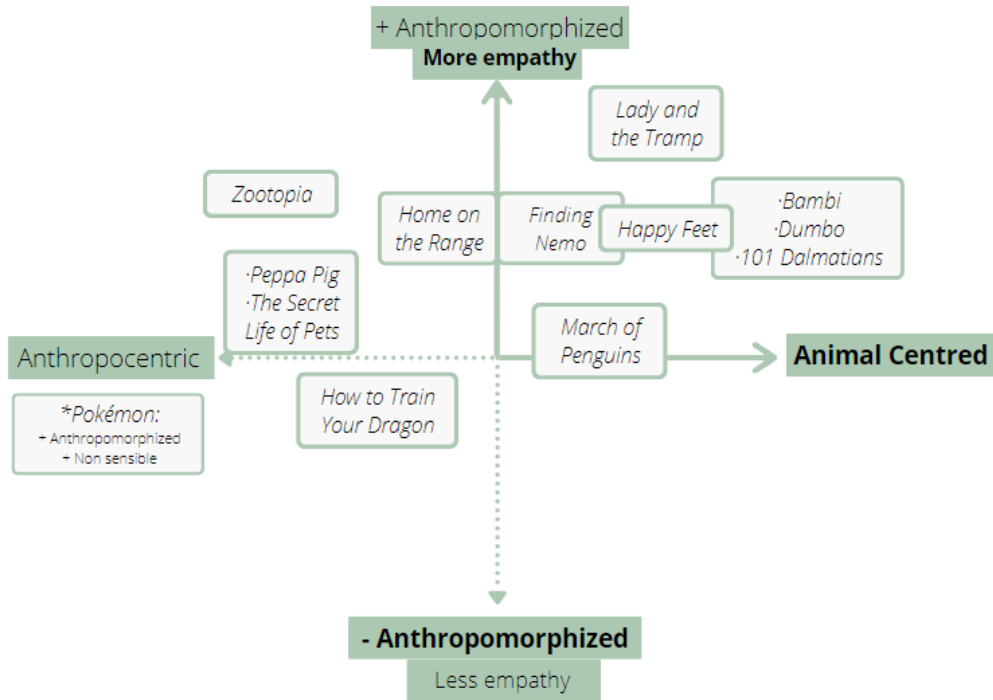 + Anthropomorphized
More empathy
Lady and
the Tramp
Zootopia
Home on
the Range
Finding
Nemo
Happy Feet
·Bambi
·Dumbo
·101 Dalmatians
·Peppa Pig
·The Secret
Life of Pets
March of
Penguins
Anthropocentric
Animal Centred
How to Train
Your Dragon
*Pokémon:
+ Anthropomorphized
+ Non sensible
- Anthropomorphized
Less empathy